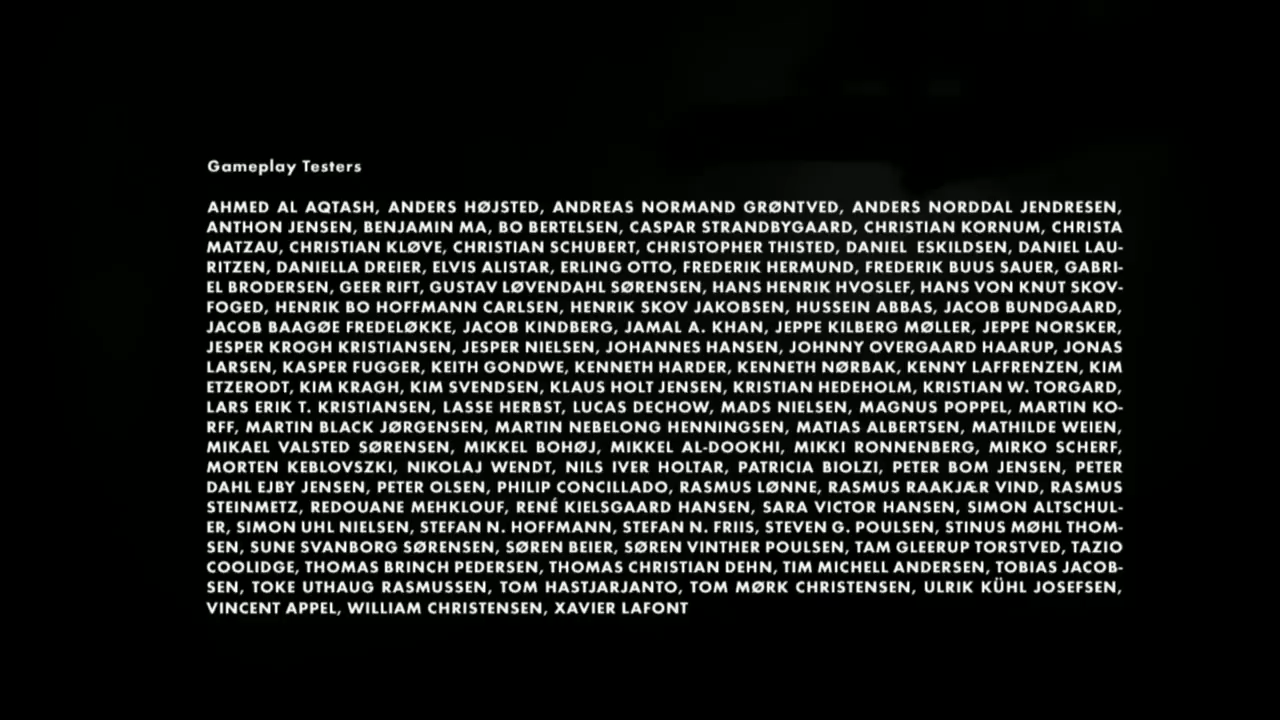 Gameplay Testers
AHMED AL AQTASH, ANDERS HØJSTED, ANDREAS NORMAND GRØNTVED, ANDERS NORDDAL JENDRESEN,
ANTHON JENSEN, BENJAMIN MA, BO BERTELSEN, CASPAR STRANDBYGAARD, CHRISTIAN KORNUM, CHRISTA
MATZAU, CHRISTIAN KLØVE, CHRISTIAN SCHUBERT, CHRISTOPHER THISTED, DANIEL ESKILDSEN, DANIEL LAU-
RITZEN, DANIELLA DREIER, ELVIS ALISTAR, ERLING OTTO, FREDERIK HERMUND, FREDERIK BUUS SAUER, GABRI-
EL BRODERSEN, GEER RIFT, GUSTAV LØVENDAHL SØRENSEN, HANS HENRIK HVOSLEF, HANS VON KNUT SKOV-
FOGED, HENRIK BO HOFFMANN CARLSEN, HENRIK SKOV JAKOBSEN, HUSSEIN ABBAS, JACOB BUNDGAARD,
JACOB BAAGØE FREDELØKKE, JACOB KINDBERG, JAMAL A. KHAN, JEPPE KILBERG MØLLER, JEPPE NORSKER,
JESPER KROGH KRISTIANSEN, JESPER NIELSEN, JOHANNES HANSEN, JOHNNY OVERGAARD HAARUP, JONAS
LARSEN, KASPER FUGGER, KEITH GONDWE, KENNETH HARDER, KENNETH NØRBAK, KENNY LAFFRENZEN, KIM
ETZERODT, KIM KRAGH, KIM SVENDSEN, KLAUS HOLT JENSEN, KRISTIAN HEDEHOLM, KRISTIAN W. TORGARD,
LARS ERIK T. KRISTIANSEN, LASSE HERBST, LUCAS DECHOW, MADS NIELSEN, MAGNUS POPPEL, MARTIN KO-
RFF, MARTIN BLACK JØRGENSEN, MARTIN NEBELONG HENNINGSEN, MATIAS ALBERTSEN, MATHILDE WEIEN,
MIKAEL VALSTED SØRENSEN, MIKKEL BOHØJ, MIKKEL AL-DOOKHI, MIKKI RONNENBERG, MIRKO SCHERF,
MORTEN KEBLOVSZKI, NIKOLAJ WENDT, NILS IVER HOLTAR, PATRICIA BIOLZI, PETER BOM JENSEN, PETER
DAHL EJBY JENSEN, PETER OLSEN, PHILIP CONCILLADO, RASMUS LØNNE, RASMUS RAAKJÆR VIND, RASMUS
STEINMETZ, REDOUANE MEHKLOUF, RENÉ KIELSGAARD HANSEN, SARA VICTOR HANSEN, SIMON ALTSCHUL-
ER, SIMON UHL NIELSEN, STEFAN N. HOFFMANN, STEFAN N. FRIIS, STEVEN G. POULSEN, STINUS MØHL THOM-
SEN, SUNE SVANBORG SØRENSEN, SØREN BEIER, SØREN VINTHER POULSEN, TAM GLEERUP TORSTVED, TAZIO
COOLIDGE, THOMAS BRINCH PEDERSEN, THOMAS CHRISTIAN DEHN, TIM MICHELL ANDERSEN, TOBIAS JACOB-
SEN, TOKE UTHAUG RASMUSSEN, TOM HASTJARJANTO, TOM MØRK CHRISTENSEN, ULRIK KÜHL JOSEFSEN,
VINCENT APPEL, WILLIAM CHRISTENSEN, XAVIER LAFONT